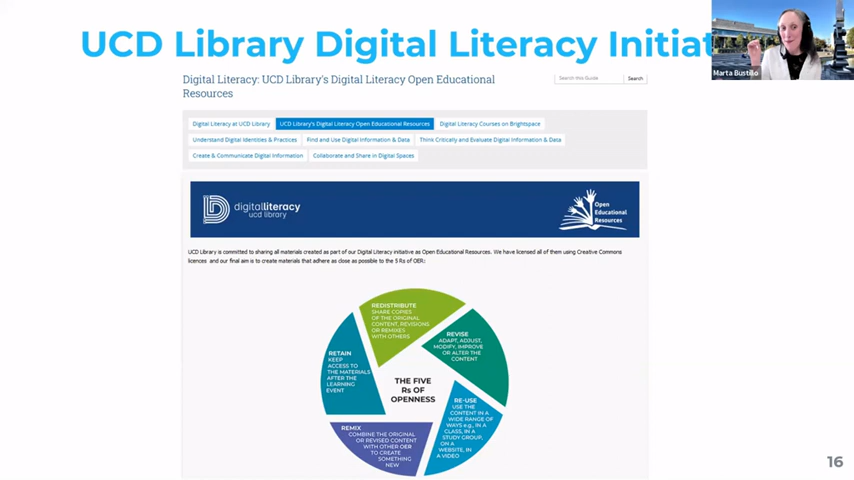 UCD Library Digital Literacy Initiat
Marta Bustillo
Digital Literacy: UCD Library's Digital Literacy Open Educational
Resources
Search this Guide
Search
Digital Literacy at UCD Library
UCD Library's Digital Literacy Open Educational Resources
Digital Literacy Courses on Brightspace
Understand Digital Identities & Practices
Find and Use Digital Information & Data
Think Critically and Evaluate Digital Information & Data
Create & Communicate Digital Information
Collaborate and Share in Digital Spaces
digitalliteracy
ucd library
Open
Educational
Resources
UCD Library is committed to sharing all materials created as part of our Digital Literacy initiative as Open Educational Resources. We have licensed all of them using Creative Commons
licences and our final aim is to create materials that adhere as close as possible to the 5 Rs of OER:
REDISTRIBUTE
SHARE COPIES
OF THE ORIGINAL
CONTENT, REVISIONS
OR REMIXES
WITH OTHERS
REVISE
ADAPT, ADJUST,
MODIFY, IMPROVE
OR ALTER THE
CONTENT
RETAIN
KEEP
ACCESS TO
THE MATERIALS
AFTER THE
LEARNING
EVENT
THE FIVE
Rs OF
OPENNESS
RE-USE
USE THE
CONTENT IN A
WIDE RANGE OF
WAYS e.g., IN A
CLASS, IN A
STUDY GROUP,
ON A
WEBSITE, IN
A VIDEO
REMIX
COMBINE THE ORIGINAL
OR REVISED CONTENT
WITH OTHER OER
TO CREATE
SOMETHING
NEW
16